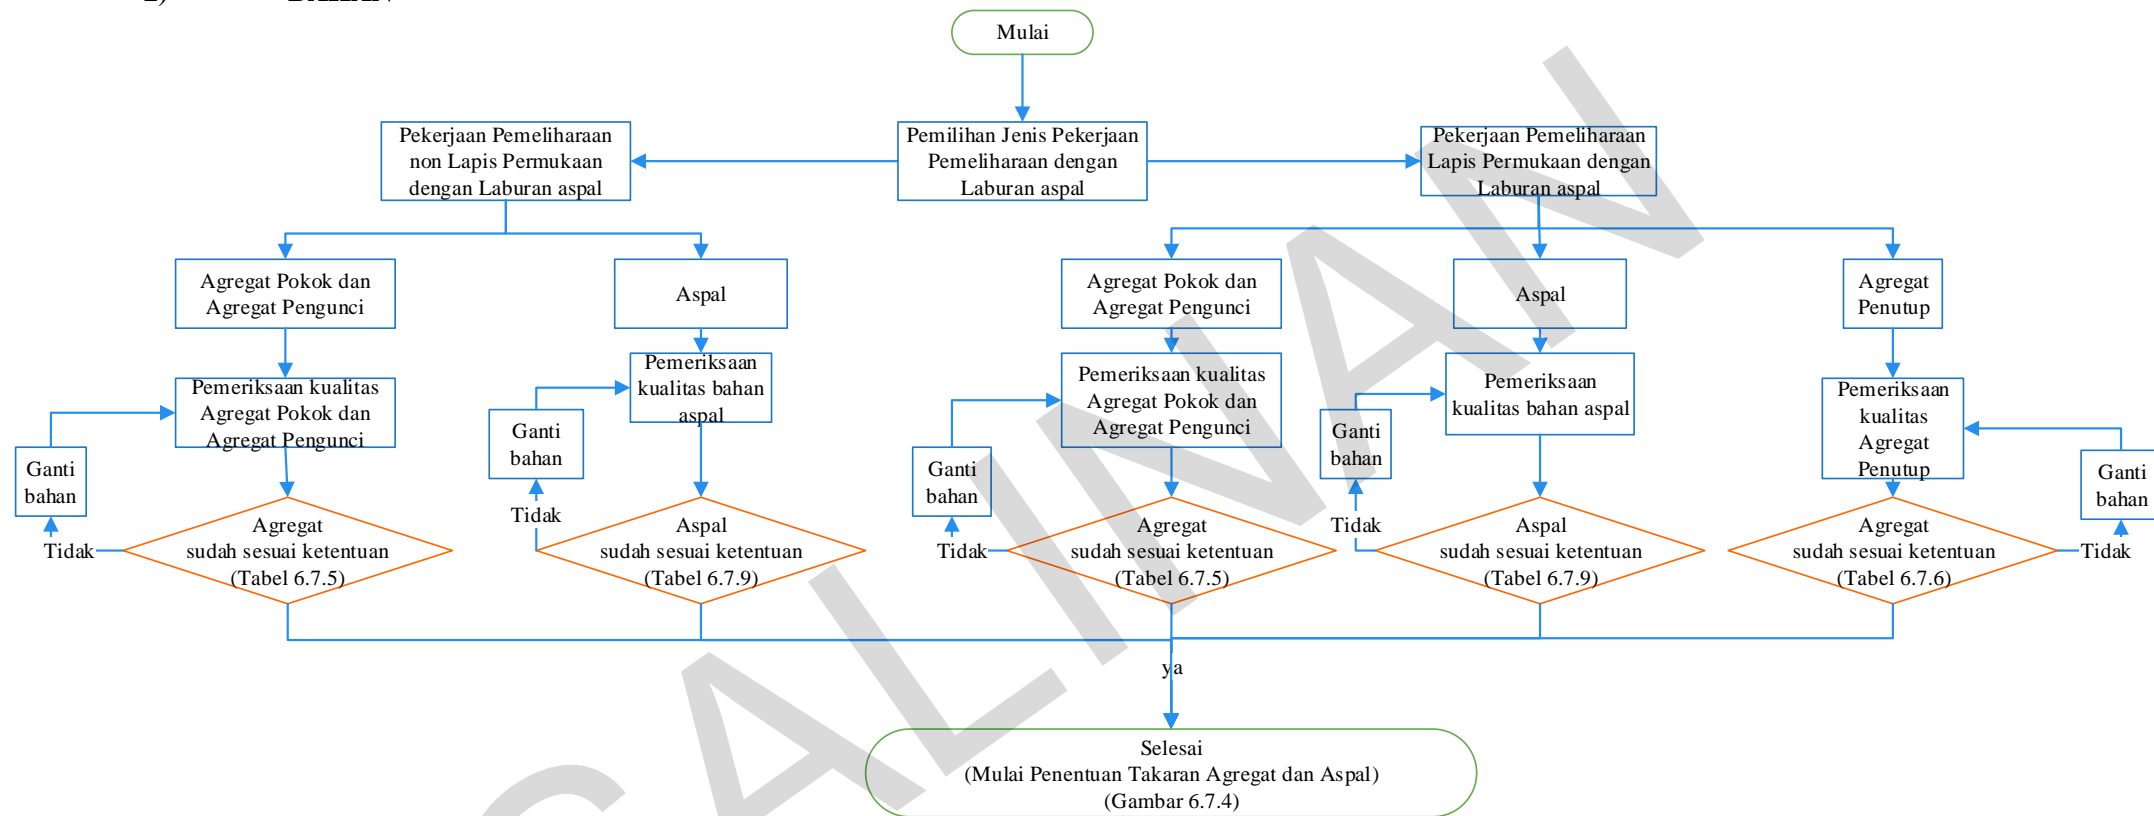 Mulai
Pekerjaan Pemeliharaan
non Lapis Permukaan
dengan Laburan aspal
Pemilihan Jenis Pekerjaan
Pemeliharaan dengan
Laburan aspal
Pekerjaan Pemeliharaan
Lapis Permukaan dengan
Laburan aspal
Agregat Pokok dan
Agregat Pengunci
Aspal
Agregat Pokok dan
Agregat Pengunci
Aspal
Agregat
Penutup
Pemeriksaan kualitas
Agregat Pokok dan
Agregat Pengunci
Pemeriksaan
kualitas bahan
aspal
Pemeriksaan kualitas
Agregat Pokok dan
Agregat Pengunci
Pemeriksaan
kualitas bahan aspal
Pemeriksaan
kualitas
Agregat
Penutup
Ganti
bahan
Ganti
bahan
Ganti
bahan
Ganti
bahan
Ganti
bahan
Tidak
Agregat
sudah sesuai ketentuan
(Tabel 6.7.5)
Tidak
Aspal
sudah sesuai ketentuan
(Tabel 6.7.9)
Tidak
Agregat
sudah sesuai ketentuan
(Tabel 6.7.5)
Tidak
Aspal
sudah sesuai ketentuan
(Tabel 6.7.9)
Agregat
sudah sesuai ketentuan
(Tabel 6.7.6)
Tidak
ya
Selesai
(Mulai Penentuan Takaran Agregat dan Aspal)
(Gambar 6.7.4)
SALINAN